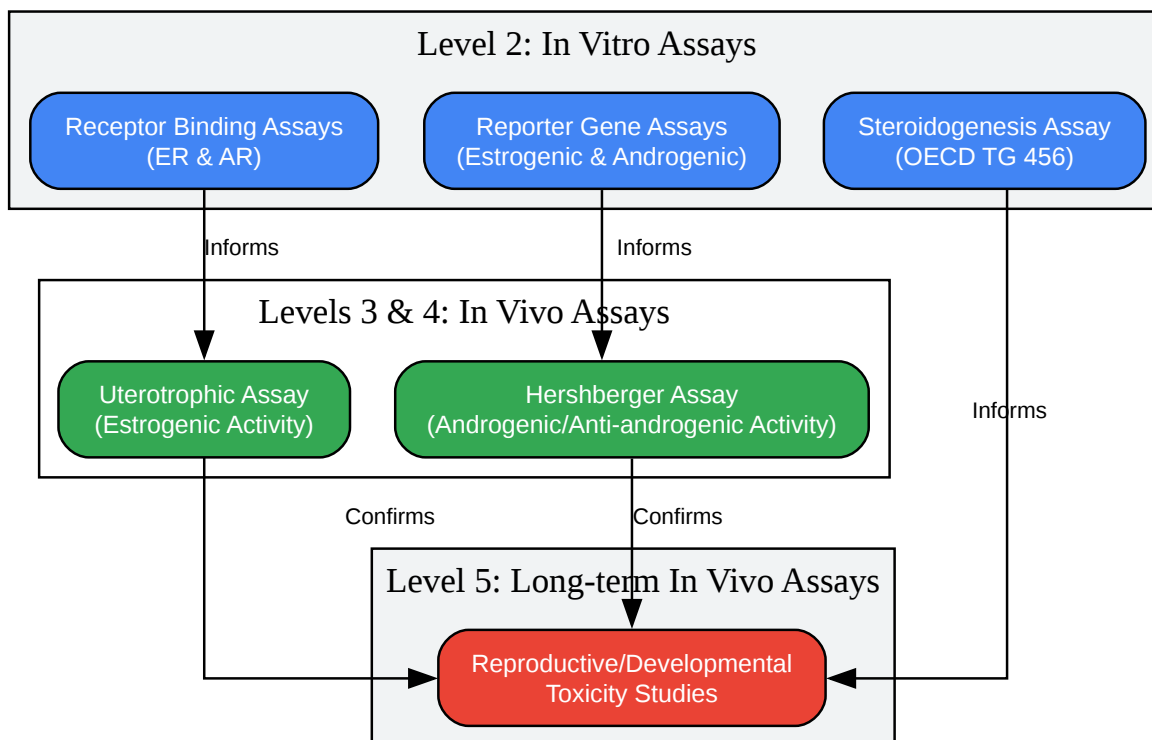 Level 2: In Vitro Assays
Receptor Binding Assays
(ER & AR)
Reporter Gene Assays
(Estrogenic & Androgenic)
Steroidogenesis Assay
(OECD TG 456)
Informs
Informs
Levels 3 & 4: In Vivo Assays
Uterotrophic Assay
(Estrogenic Activity)
Hershberger Assay
(Androgenic/Anti-androgenic Activity)
Informs
Confirms
Confirms
Level 5: Long-term In Vivo Assays
Reproductive/Developmental
Toxicity Studies